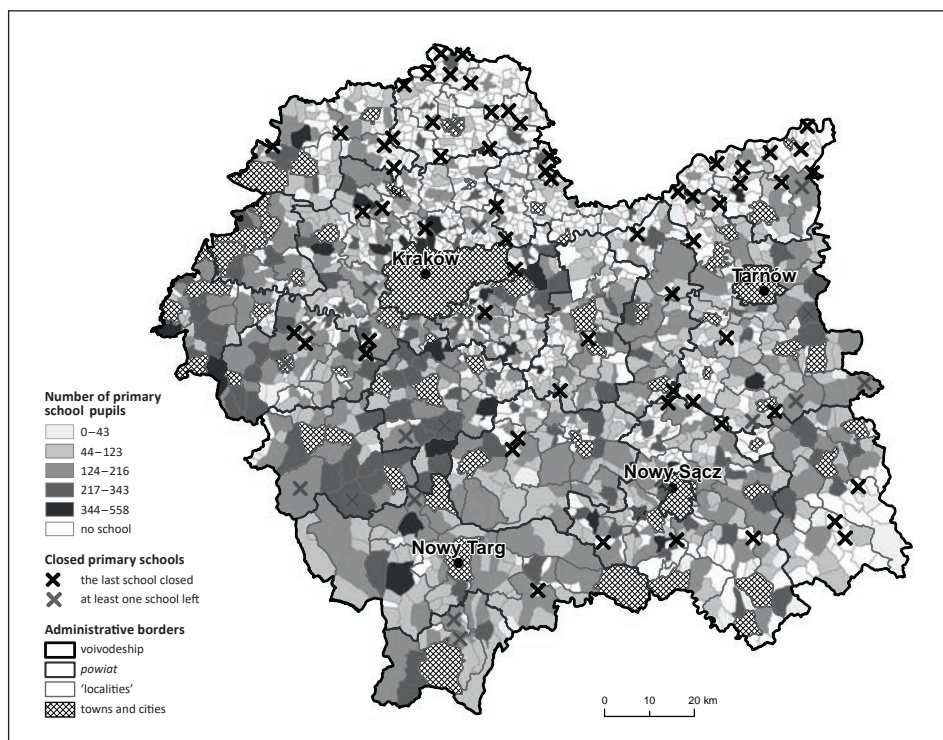 Kraków
Tarnów
Nowy Sącz
Nowy Targ
Number of primary
school pupils
0–43
44–123
124–216
217–343
344–558
no school
Closed primary schools
the last school closed
at least one school left
Administrative borders
voivodeship
powiat
'localities'
towns and cities
0 10 20 km